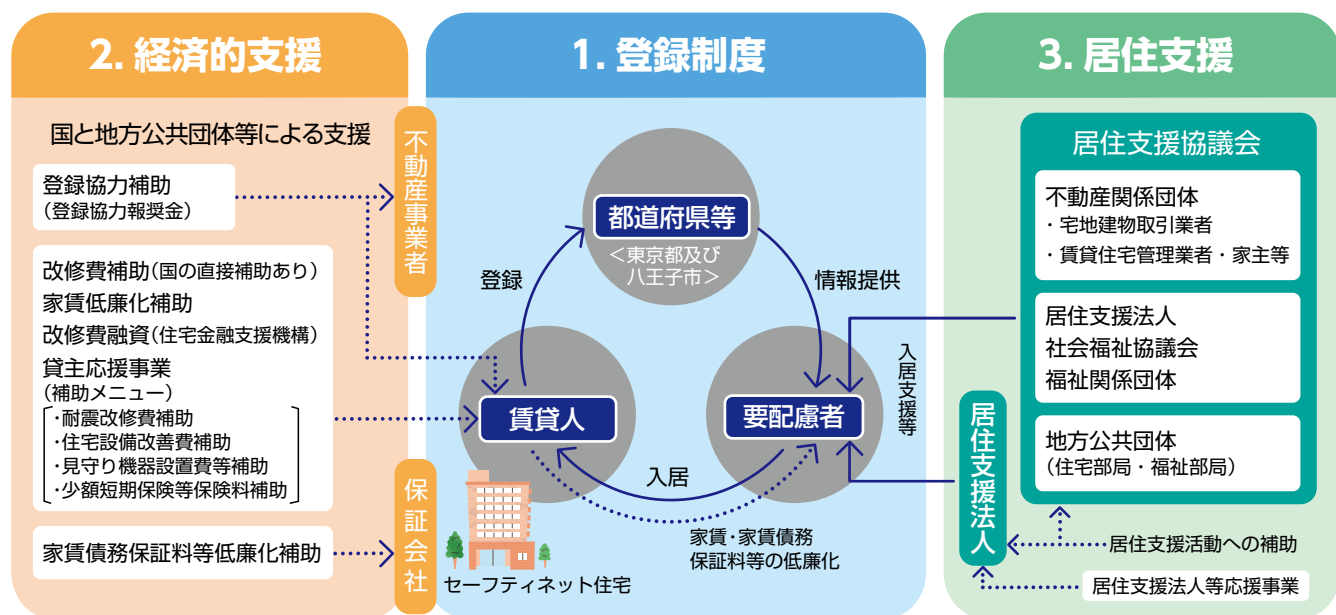 2. 経済的支援
国と地方公共団体等による支援
登録協力補助
（登録協力報奨金）
改修費補助（国の直接補助あり）
家賃低廉化補助
改修費融資（住宅金融支援機構）
貸主応援事業
（補助メニュー）
・耐震改修費補助
・住宅設備改善費補助
・見守り機器設置費等補助
・少額短期保険等保険料補助
家賃債務保証料等低廉化補助
不動産事業者
保証会社
1. 登録制度
都道府県等
＜東京都及び
八王子市＞
登録
情報提供
賃貸人
要配慮者
入居
家賃・家賃債務
保証料等の低廉化
セーフティネット住宅
入居支援等
3. 居住支援
居住支援協議会
不動産関係団体
・宅地建物取引業者
・賃貸住宅管理業者・家主等
居住支援法人
社会福祉協議会
福祉関係団体
地方公共団体
（住宅部局・福祉部局）
居住支援法人
居住支援活動への補助
居住支援法人等応援事業